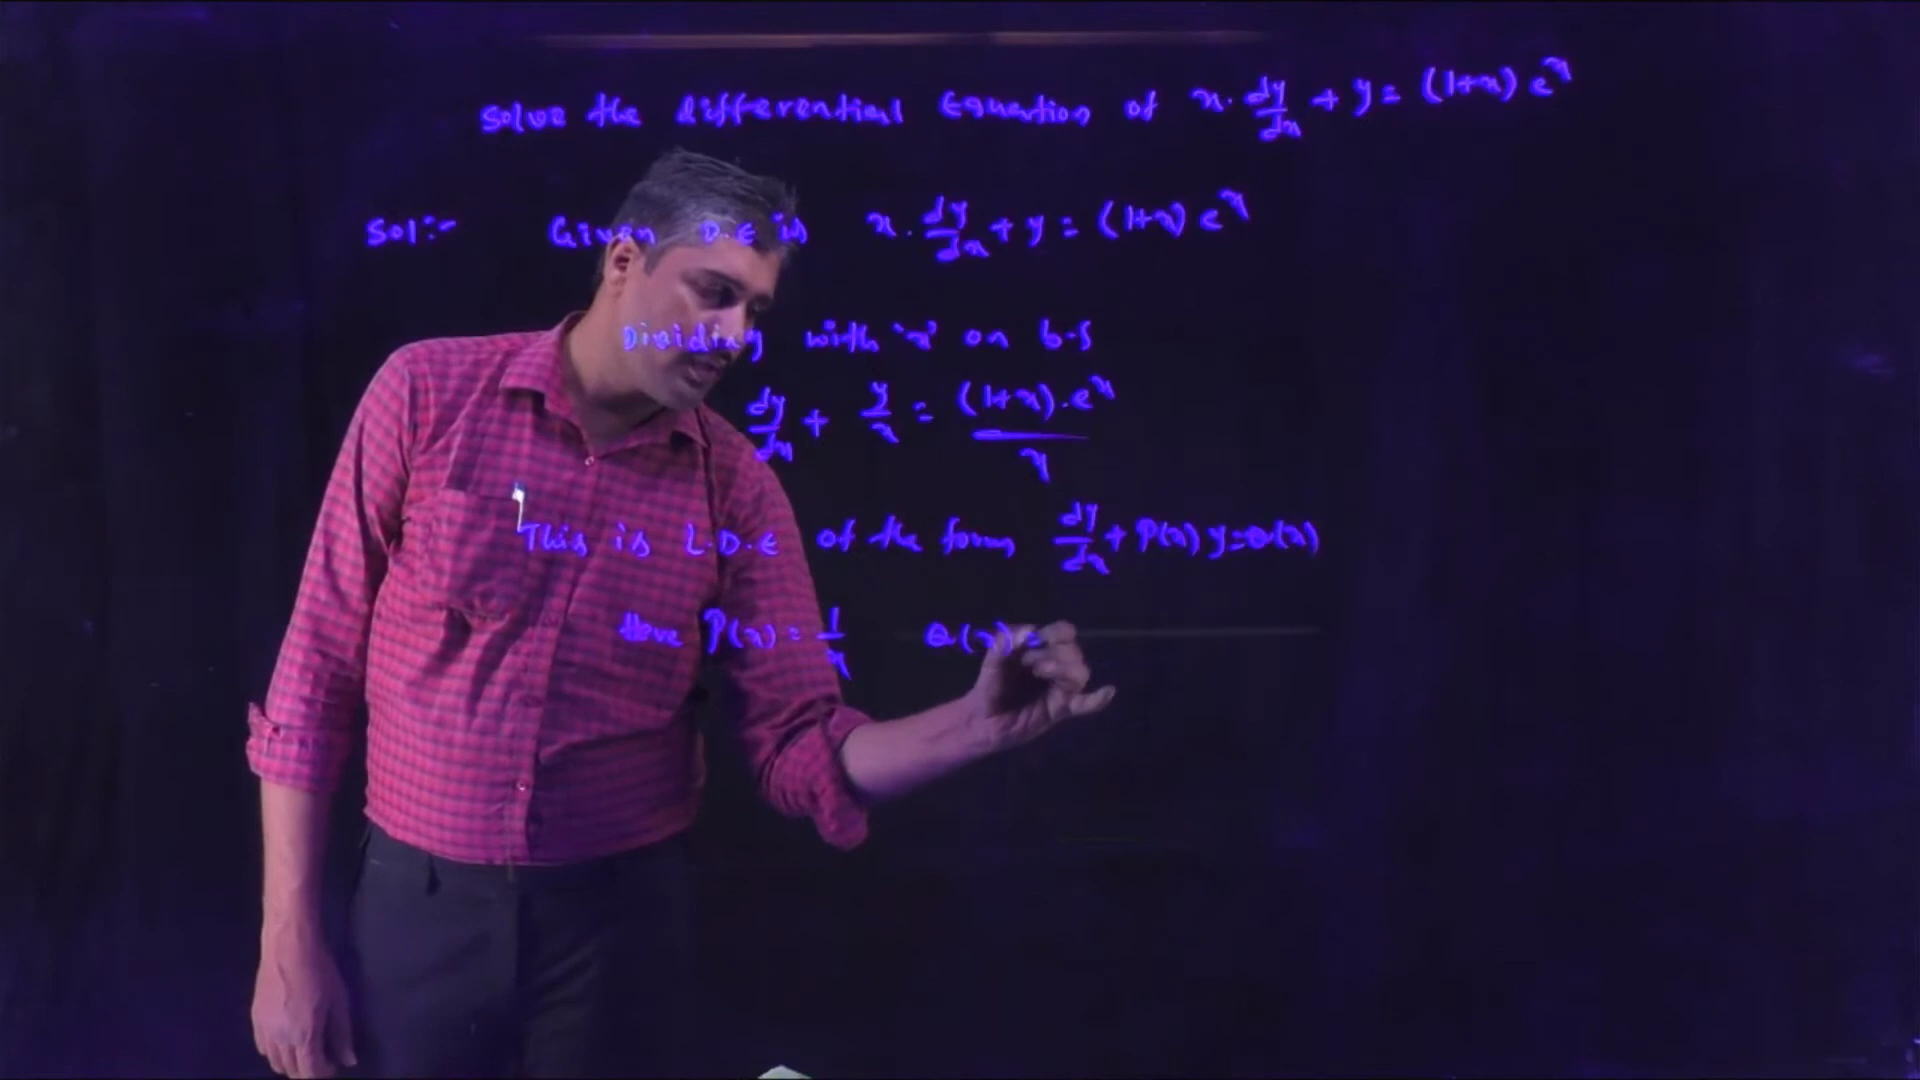 Solve the differential Equation of x. dy/dx + y = (1+x) e^x
Sol:- Given D.E is x. dy/dx + y = (1+x) e^x
Dividing with 'x' on b.s
dy/dx + y/x = (1+x).e^x / x
This is L.D.E of the form dy/dx + P(x) y = Q(x)
Here P(x) = 1/x Q(x) =